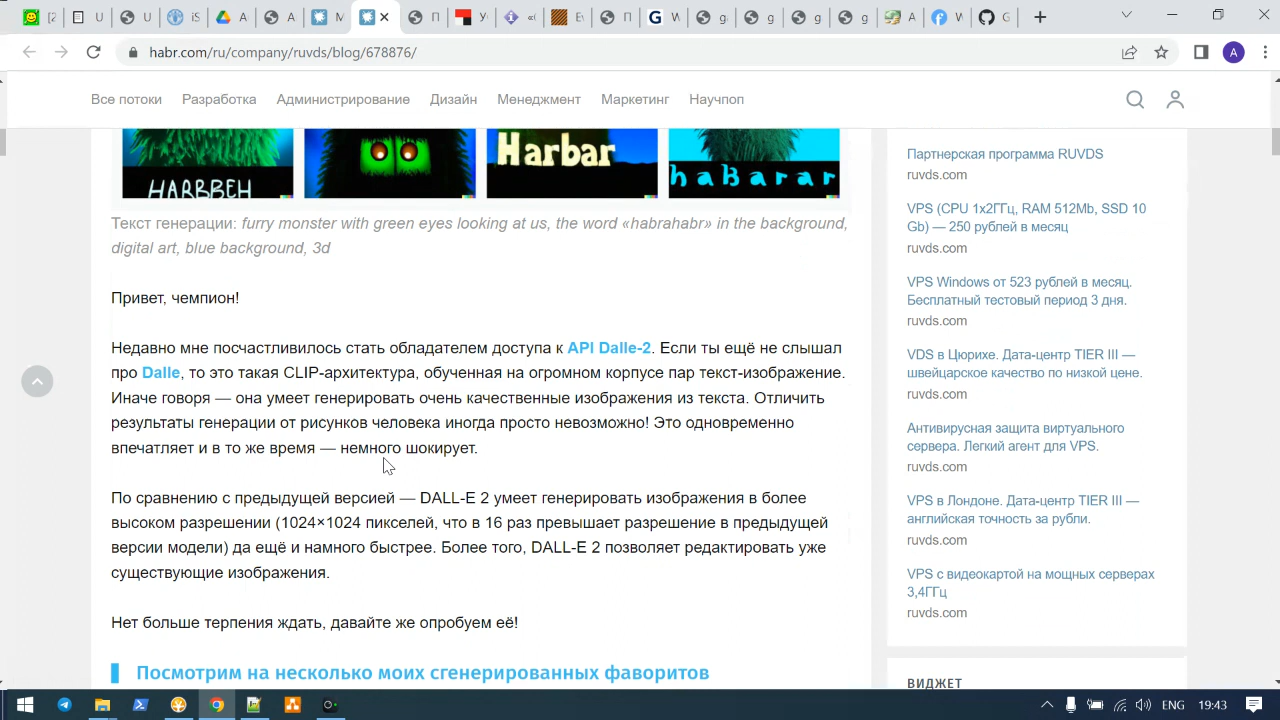 habr.com/ru/company/ruvds/blog/678876/
A
Все потоки Разработка Администрирование Дизайн Менеджмент Маркетинг Научпоп
HARBBEH
Harbar
habarar
Текст генерации: furry monster with green eyes looking at us, the word «habrahabr» in the background,
digital art, blue background, 3d
Привет, чемпион!
Недавно мне посчастливилось стать обладателем доступа к API Dalle-2. Если ты ещё не слышал
про Dalle, то это такая CLIP-архитектура, обученная на огромном корпусе пар текст-изображение.
Иначе говоря — она умеет генерировать очень качественные изображения из текста. Отличить
результаты генерации от рисунков человека иногда просто невозможно! Это одновременно
впечатляет и в то же время — немного шокирует.
По сравнению с предыдущей версией — DALL-E 2 умеет генерировать изображения в более
высоком разрешении (1024×1024 пикселей, что в 16 раз превышает разрешение в предыдущей
версии модели) да ещё и намного быстрее. Более того, DALL-E 2 позволяет редактировать уже
существующие изображения.
Нет больше терпения ждать, давайте же опробуем её!
Посмотрим на несколько моих сгенерированных фаворитов
Партнерская программа RUVDS
ruvds.com
VPS (CPU 1x2ГГц, RAM 512Mb, SSD 10
Gb) — 250 рублей в месяц
ruvds.com
VPS Windows от 523 рублей в месяц.
Бесплатный тестовый период 3 дня.
ruvds.com
VDS в Цюрихе. Дата-центр TIER III —
швейцарское качество по низкой цене.
ruvds.com
Антивирусная защита виртуального
сервера. Легкий агент для VPS.
ruvds.com
VPS в Лондоне. Дата-центр TIER III —
английская точность за рубли.
ruvds.com
VPS с видеокартой на мощных серверах
3,4ГГц
ruvds.com
ВИДЖЕТ
ENG 19:43